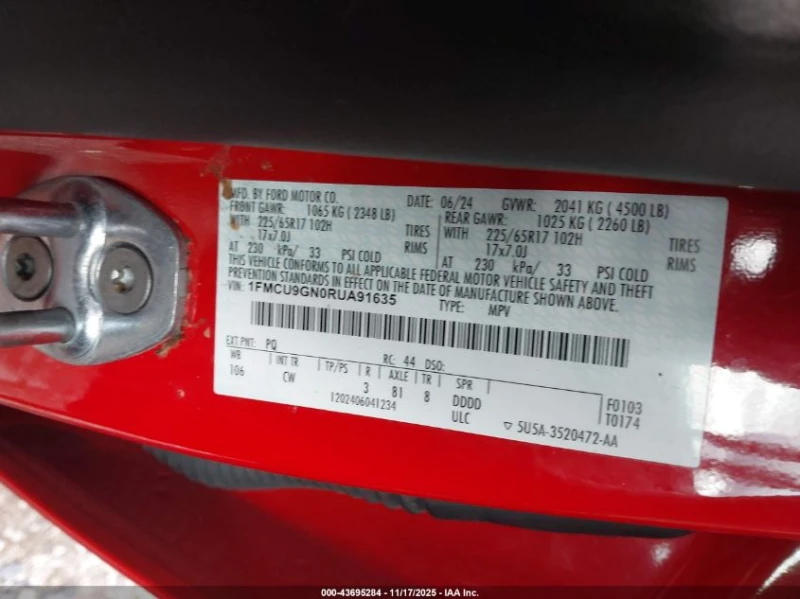 MFD. BY FORD MOTOR CO. DATE: 06/24 GVWR: 2041 KG ( 4500 LB)
FRONT GAWR: 1065 KG ( 2348 LB) REAR GAWR: 1025 KG ( 2260 LB)
WITH 225/65R17 102H TIRES WITH 225/65R17 102H TIRES
17x7.0J RIMS 17x7.0J RIMS
AT 230 kPa/ 33 PSI COLD AT 230 kPa/ 33 PSI COLD
THIS VEHICLE CONFORMS TO ALL APPLICABLE FEDERAL MOTOR VEHICLE SAFETY AND THEFT
PREVENTION STANDARDS IN EFFECT ON THE DATE OF MANUFACTURE SHOWN ABOVE.
VIN: 1FMCU9GN0RUA91635 TYPE: MPV
EXT PNT: PQ RC: 44 DSO:
WB INT TR TP/PS R AXLE TR SPR
106 CW 3 81 8 DDDD F0103
1202406041234 ULC T0174
▽ 5U5A-3520472-AA
000-43695284 - 11/17/2025 - IAA Inc.